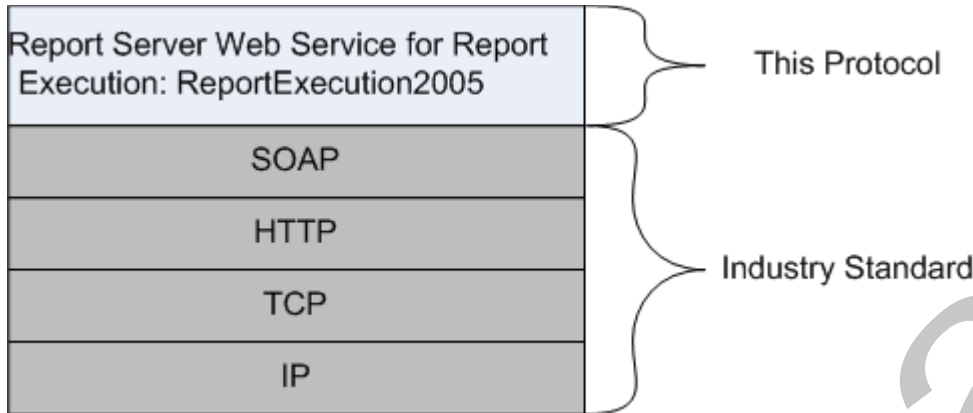 Report Server Web Service for Report
Execution: ReportExecution2005
This Protocol
SOAP
HTTP
TCP
IP
Industry Standard